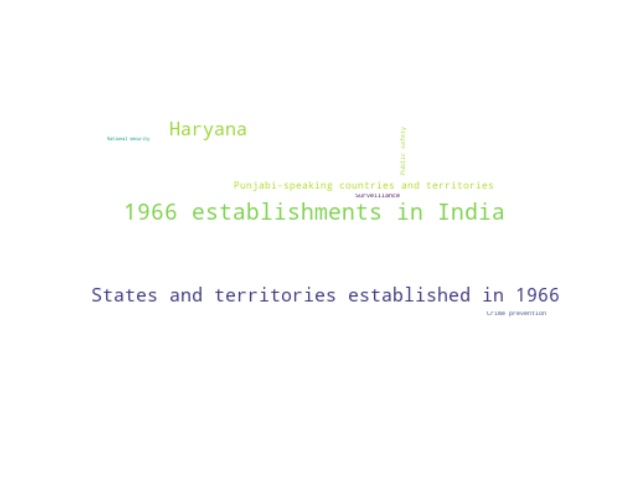 Haryana
National security
Public safety
Punjabi-speaking countries and territories
Surveillance
1966 establishments in India
States and territories established in 1966
Crime prevention